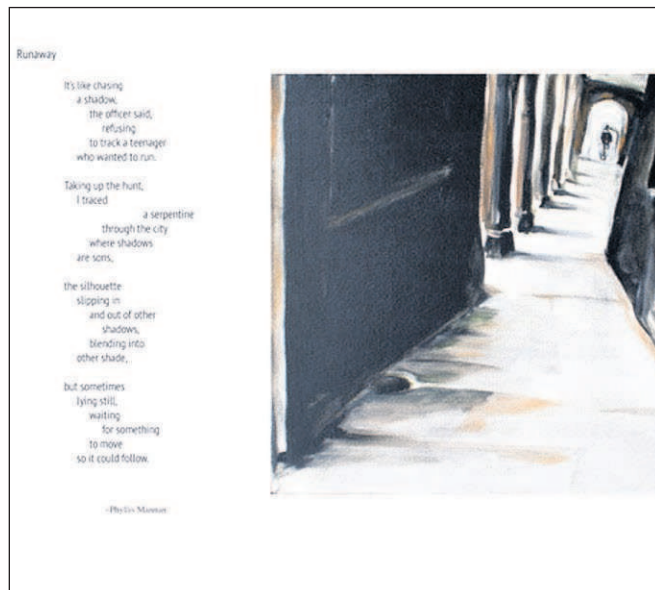 Runaway
It's like chasing
a shadow,
the officer said,
refusing
to track a teenager
who wanted to run.
Taking up the hunt,
I traced
a serpentine
through the city
where shadows
are sons,
the silhouette
slipping in
and out of other
shadows,
blending into
other shade,
but sometimes
lying still,
waiting
for something
to move
so it could follow.
-Phyllis